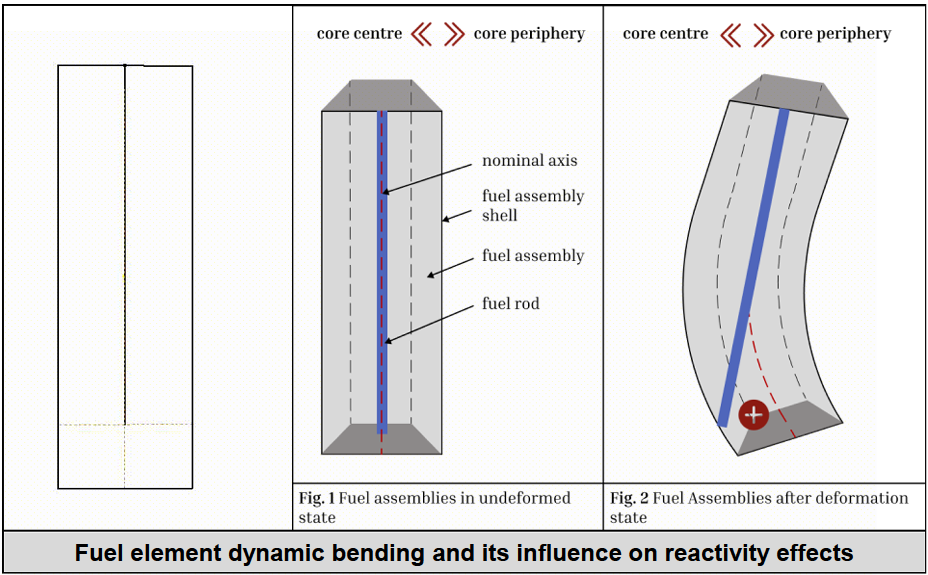 core centre « » core periphery
nominal axis
fuel assembly
shell
fuel assembly
fuel rod
Fig. 1 Fuel assemblies in undeformed
state
core centre « » core periphery
+
Fig. 2 Fuel Assemblies after deformation
state
Fuel element dynamic bending and its influence on reactivity effects